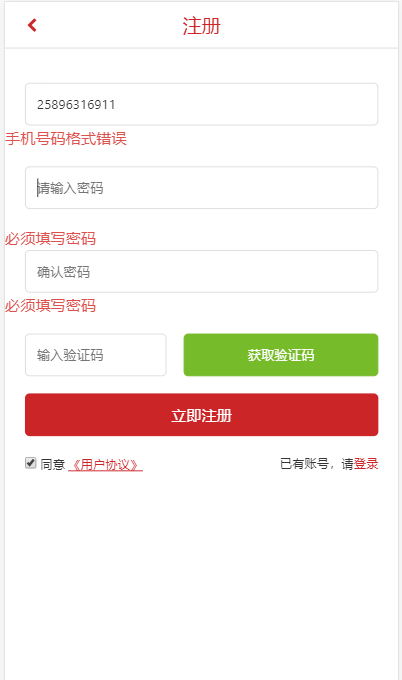 注册
25896316911
手机号码格式错误
请输入密码
必须填写密码
确认密码
必须填写密码
输入验证码 获取验证码
立即注册
同意 《用户协议》 已有账号，请登录